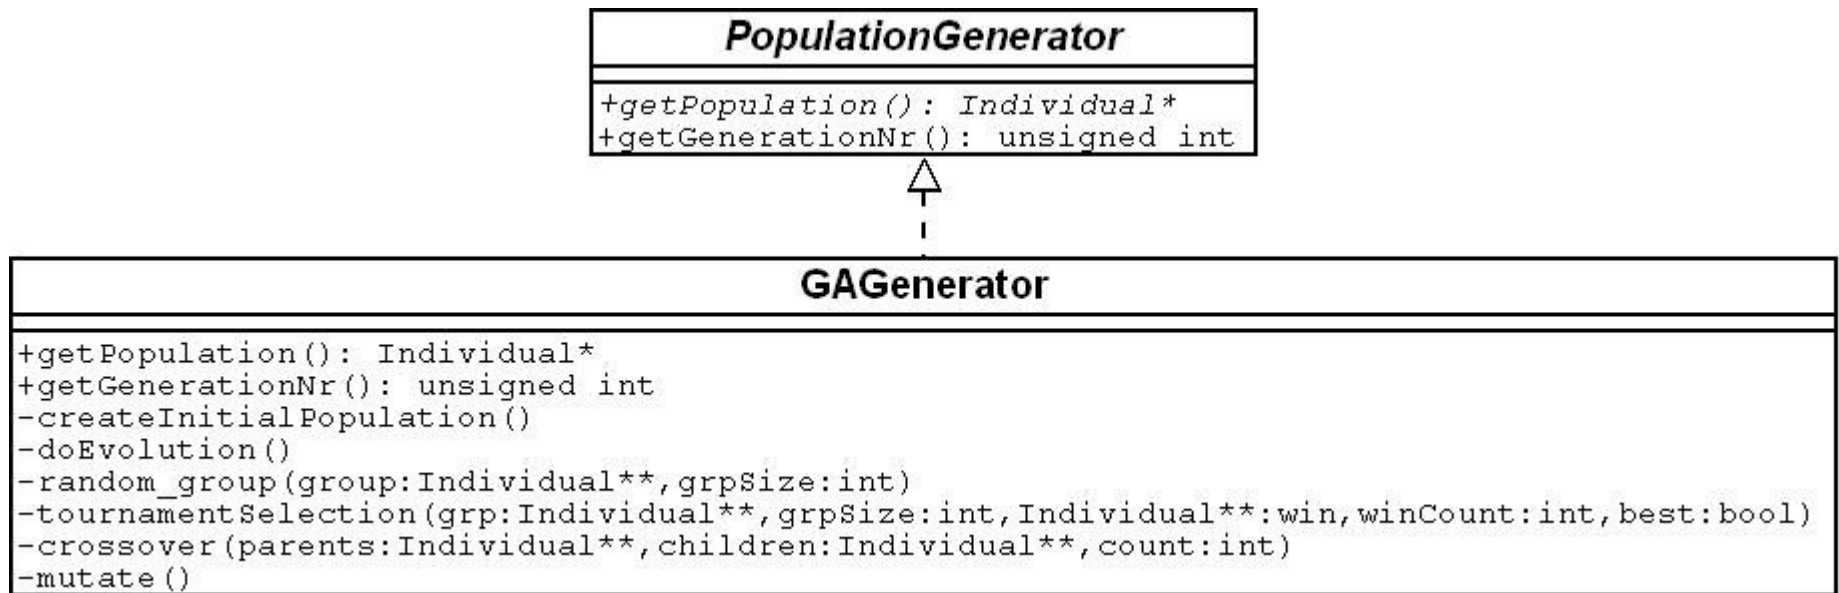 PopulationGenerator
+getPopulation(): Individual*
+getGenerationNr(): unsigned int
GAGenerator
+getPopulation(): Individual*
+getGenerationNr(): unsigned int
-createInitialPopulation()
-doEvolution()
-random_group(group:Individual**,grpSize:int)
-tournamentSelection(grp:Individual**,grpSize:int,Individual**:win,winCount:int,best:bool)
-crossover(parents:Individual**,children:Individual**,count:int)
-mutate()